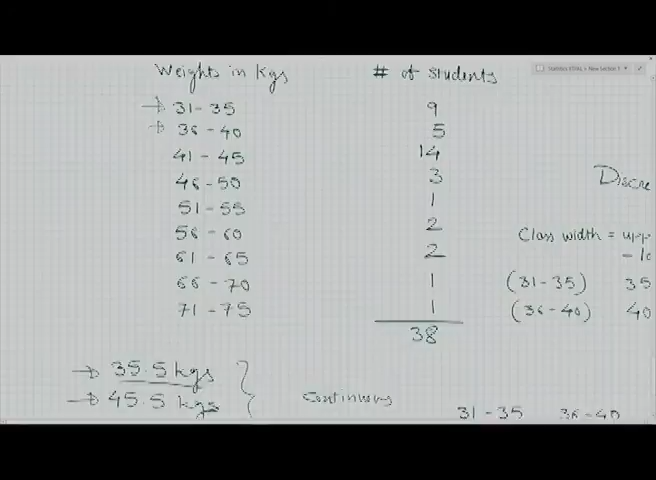 Weights in Kgs # of students
31-35 9
36-40 5
41-45 14
46-50 3
51-55 1
56-60 2
61-65 2
66-70 1
71-75 1
38
Discre
Class width = upp
(31-35) 35
(36-40) 40
35.5 kgs
45.5 kgs
continuous
31-35 36-40